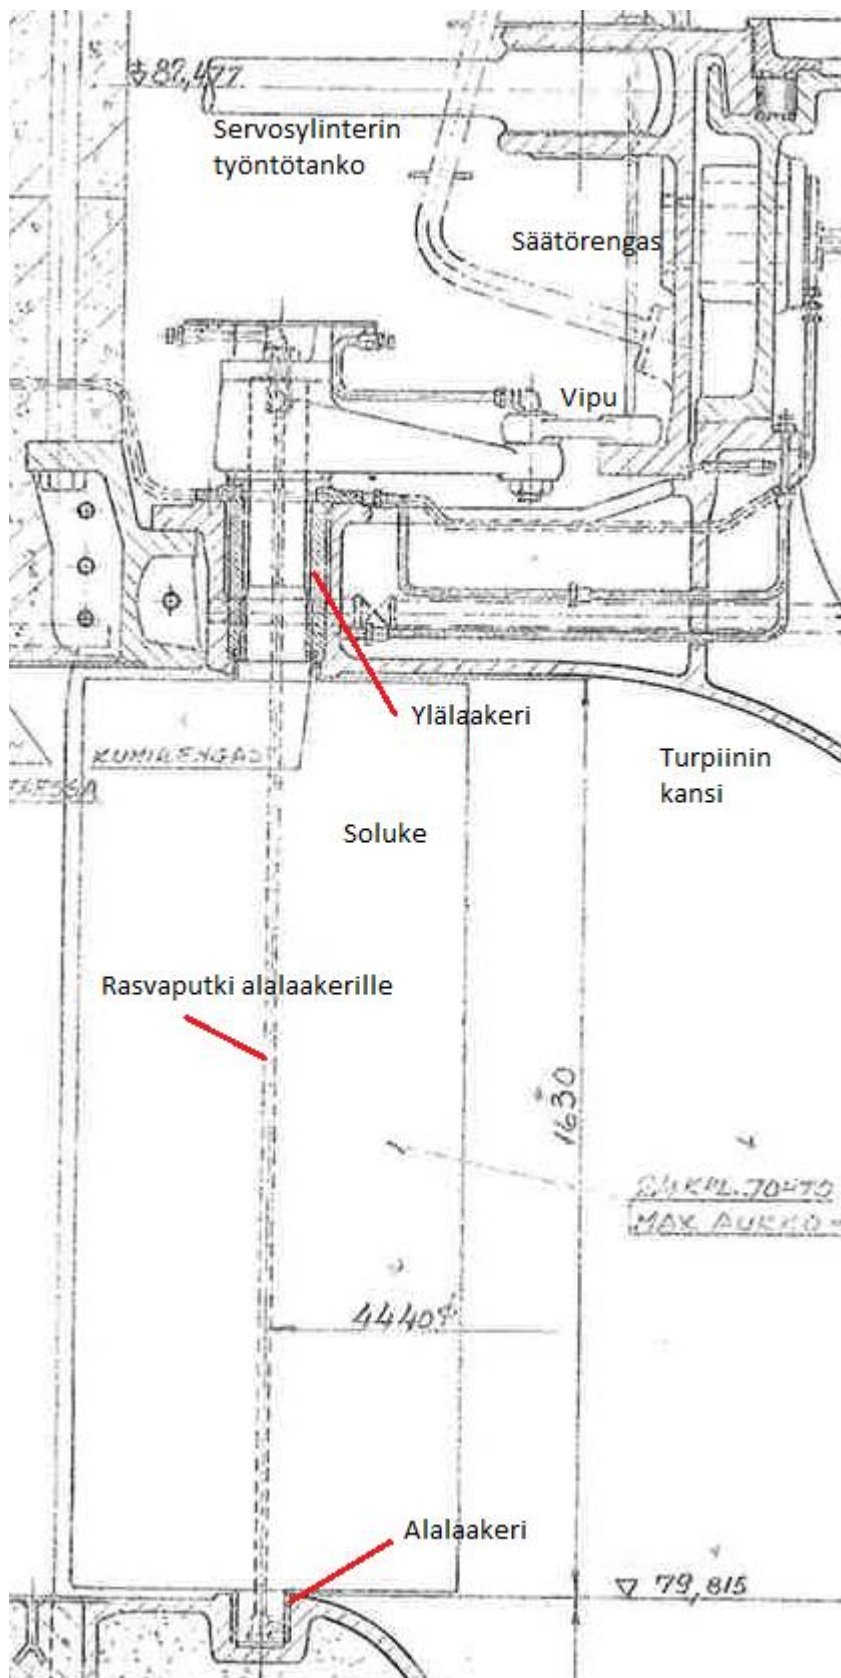 82,477
Servosylinterin
työntötanko
Säätörengas
Vipu
Ylälaakeri
KUMIRENGAS
Turpiinin
kansi
Soluke
Rasvaputki alalaakerille
1630
MAX AUKKO
4440
Alalaakeri
79,815